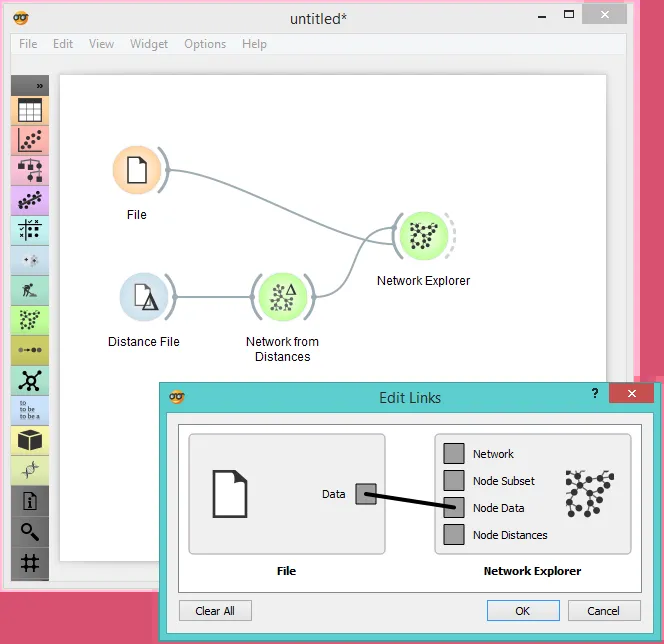 untitled*
File Edit View Widget Options Help
»
File
Network Explorer
Distance File
Network from
Distances
to
to be
to be a
Edit Links
?
Data
Network
Node Subset
Node Data
Node Distances
File
Network Explorer
Clear All
OK
Cancel